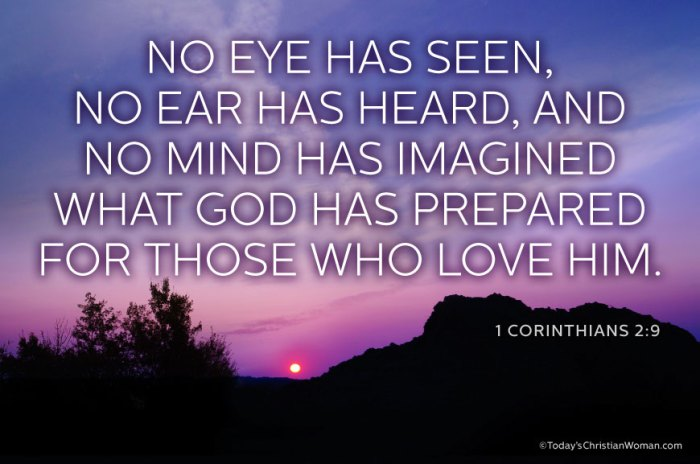 NO EYE HAS SEEN,
NO EAR HAS HEARD, AND
NO MIND HAS IMAGINED
WHAT GOD HAS PREPARED
FOR THOSE WHO LOVE HIM.
1 CORINTHIANS 2:9
©Today'sChristianWoman.com